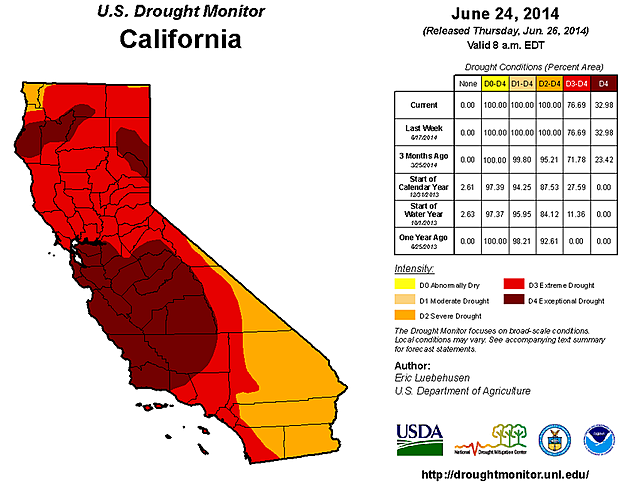 U.S. Drought Monitor
California
June 24, 2014
(Released Thursday, Jun. 26, 2014)
Valid 8 a.m. EDT
Drought Conditions (Percent Area)
None D0-D4 D1-D4 D2-D4 D3-D4 D4
Current 0.00 100.00 100.00 100.00 76.69 32.98
Last Week 0.00 100.00 100.00 100.00 76.69 32.98
6/17/2014
3 Months Ago 0.00 100.00 99.80 95.21 71.78 23.42
3/25/2014
Start of
Calendar Year 2.61 97.39 94.25 87.53 27.59 0.00
12/31/2013
Start of
Water Year 2.63 97.37 95.95 84.12 11.36 0.00
10/1/2013
One Year Ago 0.00 100.00 98.21 92.61 0.00 0.00
6/25/2013
Intensity:
D0 Abnormally Dry D3 Extreme Drought
D1 Moderate Drought D4 Exceptional Drought
D2 Severe Drought
The Drought Monitor focuses on broad-scale conditions.
Local conditions may vary. See accompanying text summary
for forecast statements.
Author:
Eric Luebehusen
U.S. Department of Agriculture
USDA
National Drought Mitigation Center
http://droughtmonitor.unl.edu/